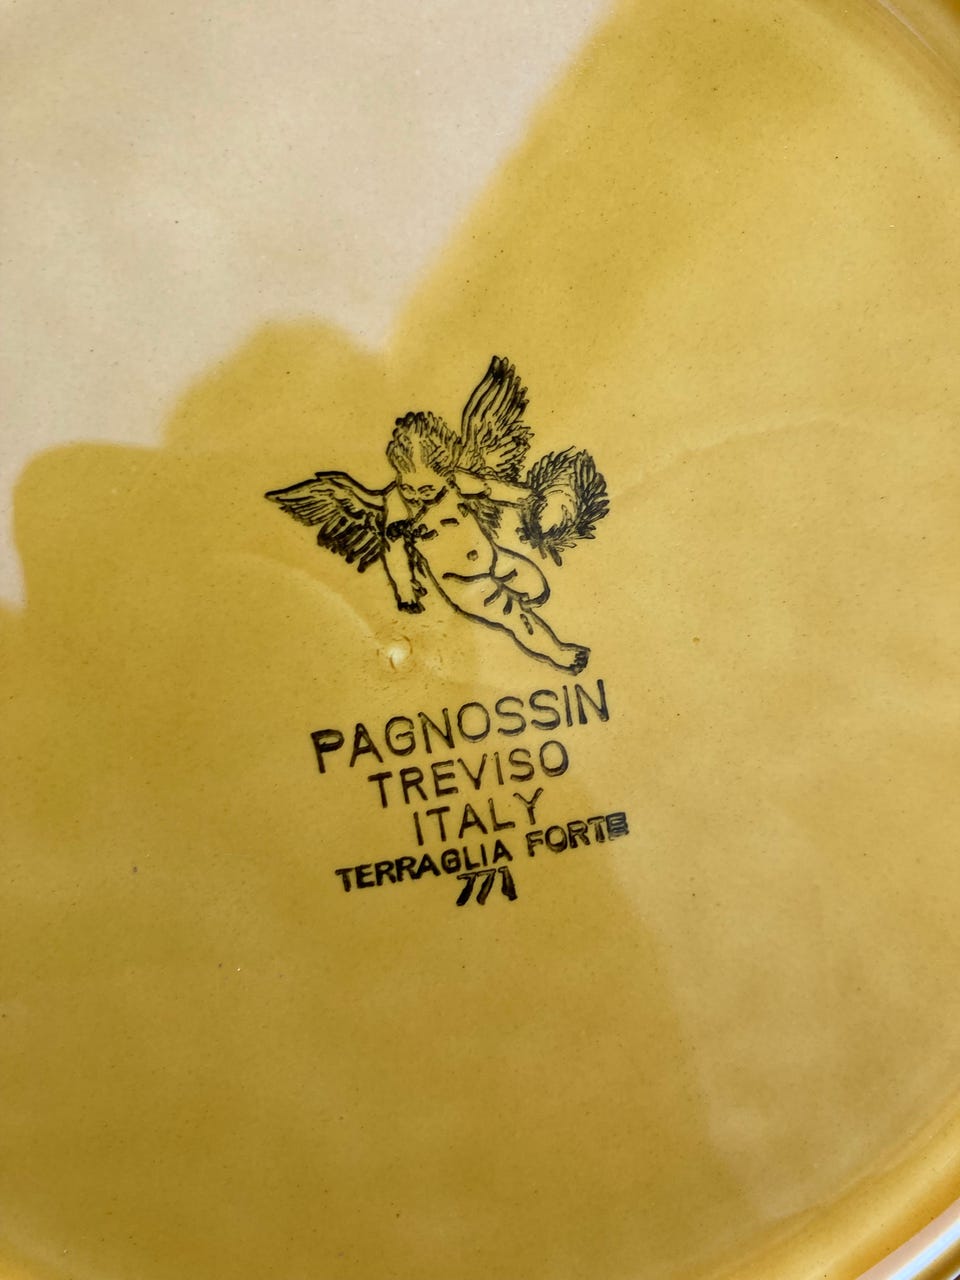 PAGNOSSIN
TREVISO
ITALY
TERRAGLIA FORTE
771